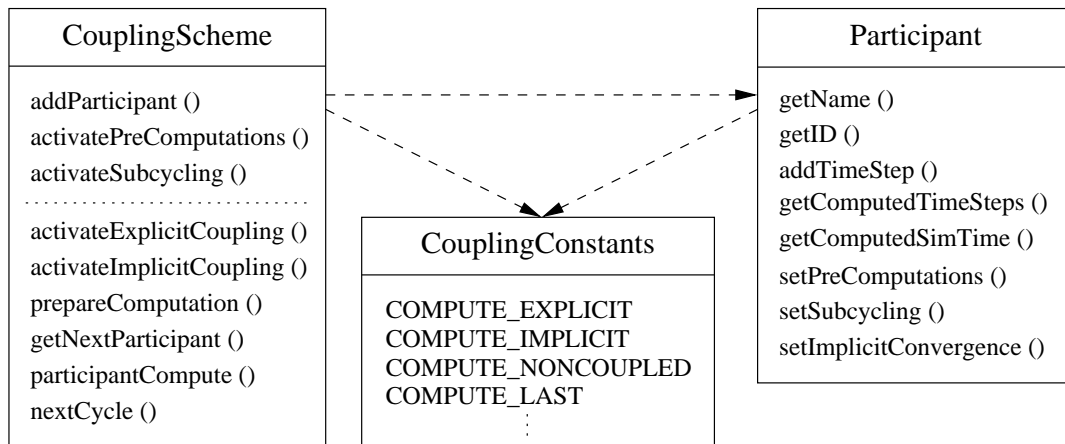 CouplingScheme
addParticipant ()
activatePreComputations ()
activateSubcycling ()
activateExplicitCoupling ()
activateImplicitCoupling ()
prepareComputation ()
getNextParticipant ()
participantCompute ()
nextCycle ()
CouplingConstants
COMPUTE_EXPLICIT
COMPUTE_IMPLICIT
COMPUTE_NONCOUPLED
COMPUTE_LAST
Participant
getName ()
getID ()
addTimeStep ()
getComputedTimeSteps ()
getComputedSimTime ()
setPreComputations ()
setSubcycling ()
setImplicitConvergence ()